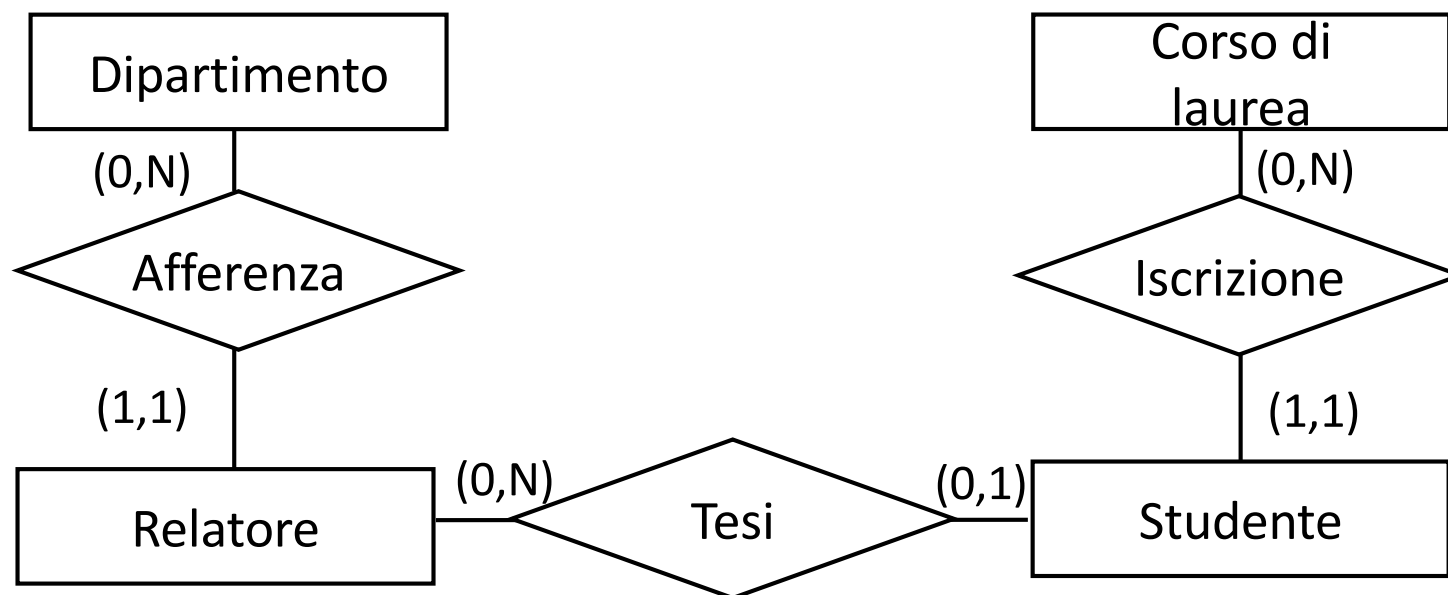 Dipartimento
Corso di
laurea
(0,N)
(0,N)
Afferenza
Iscrizione
(1,1)
(1,1)
(0,N)
(0,1)
Relatore
Tesi
Studente